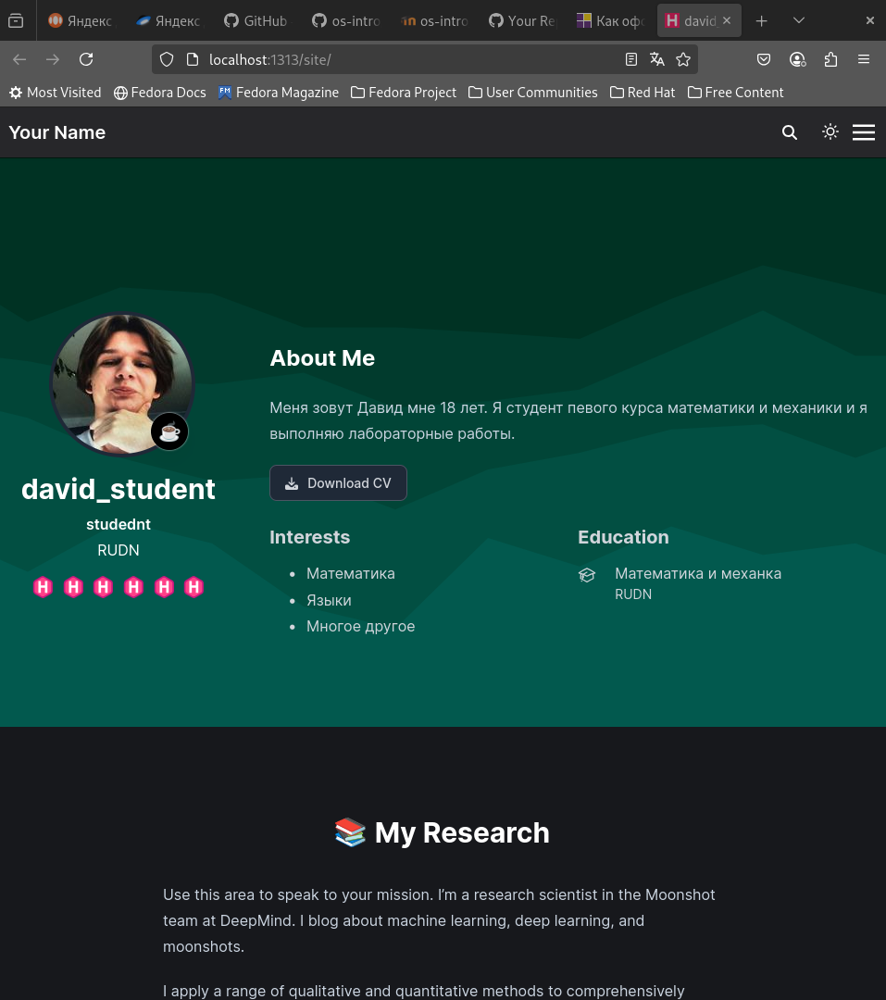 Яндекс
Яндекс
GitHub
os-intro
os-intro
Your Re
Как офо
david_
localhost:1313/site/
Most Visited
Fedora Docs
Fedora Magazine
Fedora Project
User Communities
Red Hat
Free Content
Your Name
david_student
studednt
RUDN
About Me
Меня зовут Давид мне 18 лет. Я студент певого курса математики и механики и я
выполняю лабораторные работы.
Download CV
Interests
Математика
Языки
Многое другое
Education
Математика и механка
RUDN
📚 My Research
Use this area to speak to your mission. I’m a research scientist in the Moonshot
team at DeepMind. I blog about machine learning, deep learning, and
moonshots.
I apply a range of qualitative and quantitative methods to comprehensively